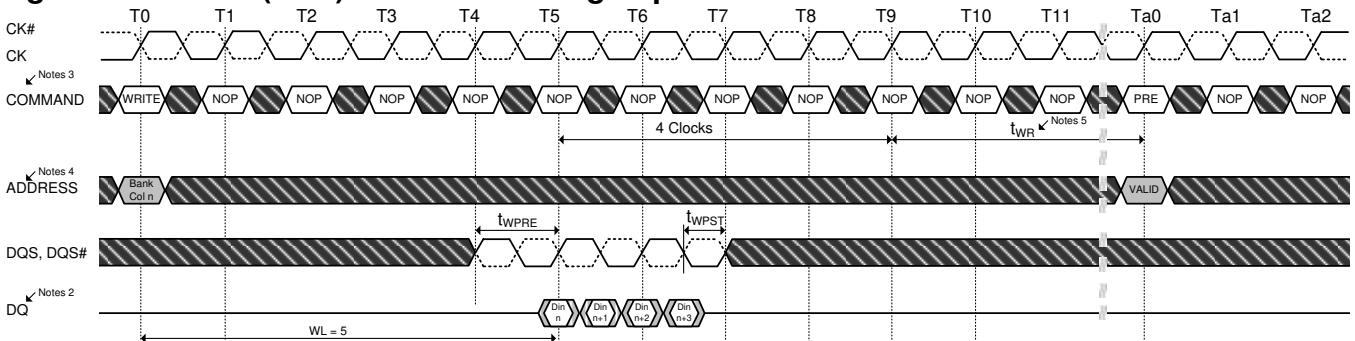 T0 T1 T2 T3 T4 T5 T6 T7 T8 T9 T10 T11 Ta0 Ta1 Ta2
CK#
CK
Notes 3
COMMAND WRITE NOP NOP NOP NOP NOP NOP NOP NOP NOP NOP NOP PRE NOP NOP
4 Clocks tWR Notes 5
Notes 4
ADDRESS Bank Col n VALID
tWPRE tWPST
DQS, DQS#
Notes 2
DQ Din n Din n+1 Din n+2 Din n+3
WL = 5